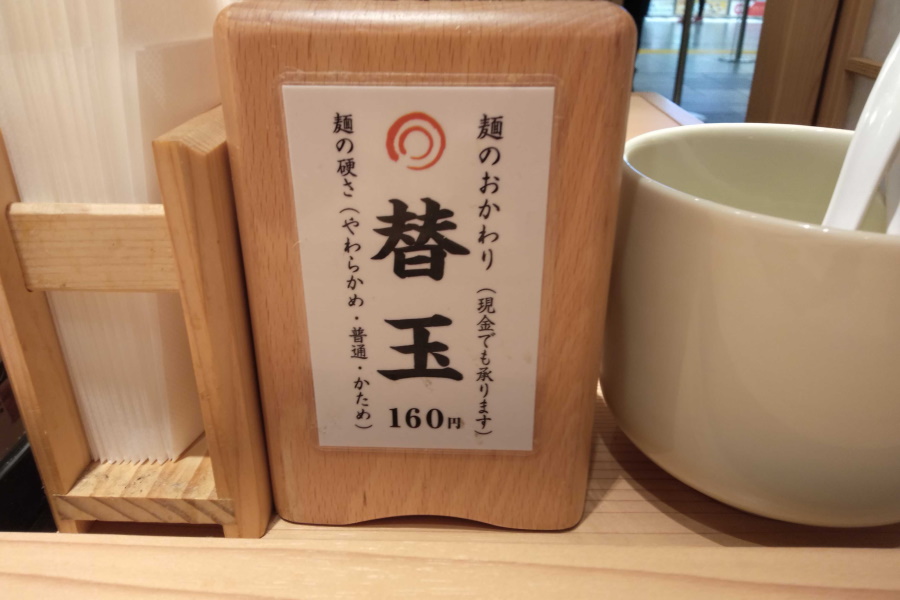 麺のおかわり（現金でも承ります）
替玉
160円
麺の硬さ（やわらかめ・普通・かため）